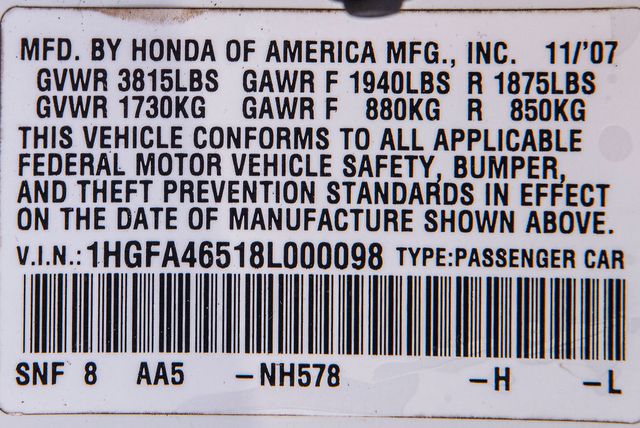 MFD. BY HONDA OF AMERICA MFG., INC. 11/'07
GVWR 3815LBS GAWR F 1940LBS R 1875LBS
GVWR 1730KG GAWR F 880KG R 850KG
THIS VEHICLE CONFORMS TO ALL APPLICABLE
FEDERAL MOTOR VEHICLE SAFETY, BUMPER,
AND THEFT PREVENTION STANDARDS IN EFFECT
ON THE DATE OF MANUFACTURE SHOWN ABOVE.
V.I.N.: 1HGFA46518L000098 TYPE:PASSENGER CAR
SNF 8 AA5 -NH578 -H -L